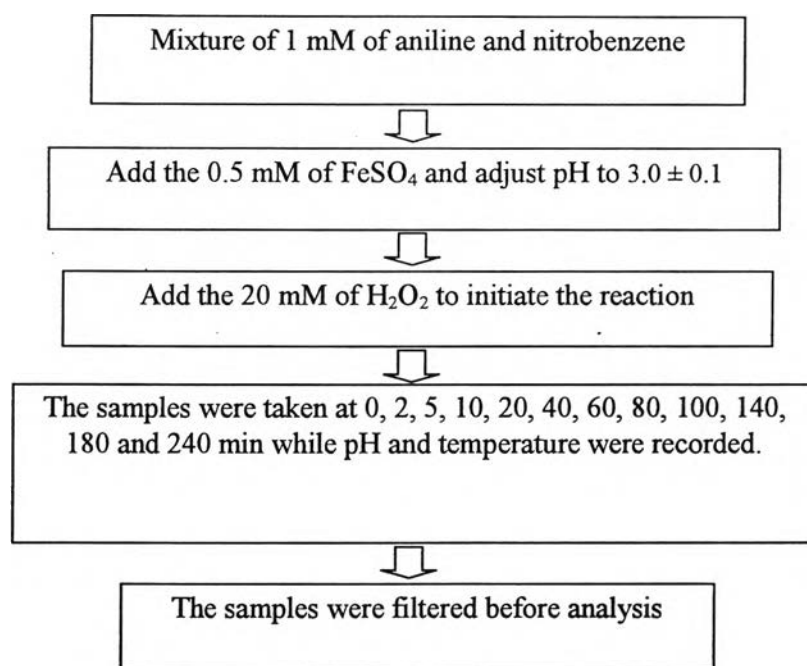 Mixture of 1 mM of aniline and nitrobenzene
Add the 0.5 mM of FeSO₄ and adjust pH to 3.0 ± 0.1
Add the 20 mM of H₂O₂ to initiate the reaction
The samples were taken at 0, 2, 5, 10, 20, 40, 60, 80, 100, 140,
180 and 240 min while pH and temperature were recorded.
The samples were filtered before analysis